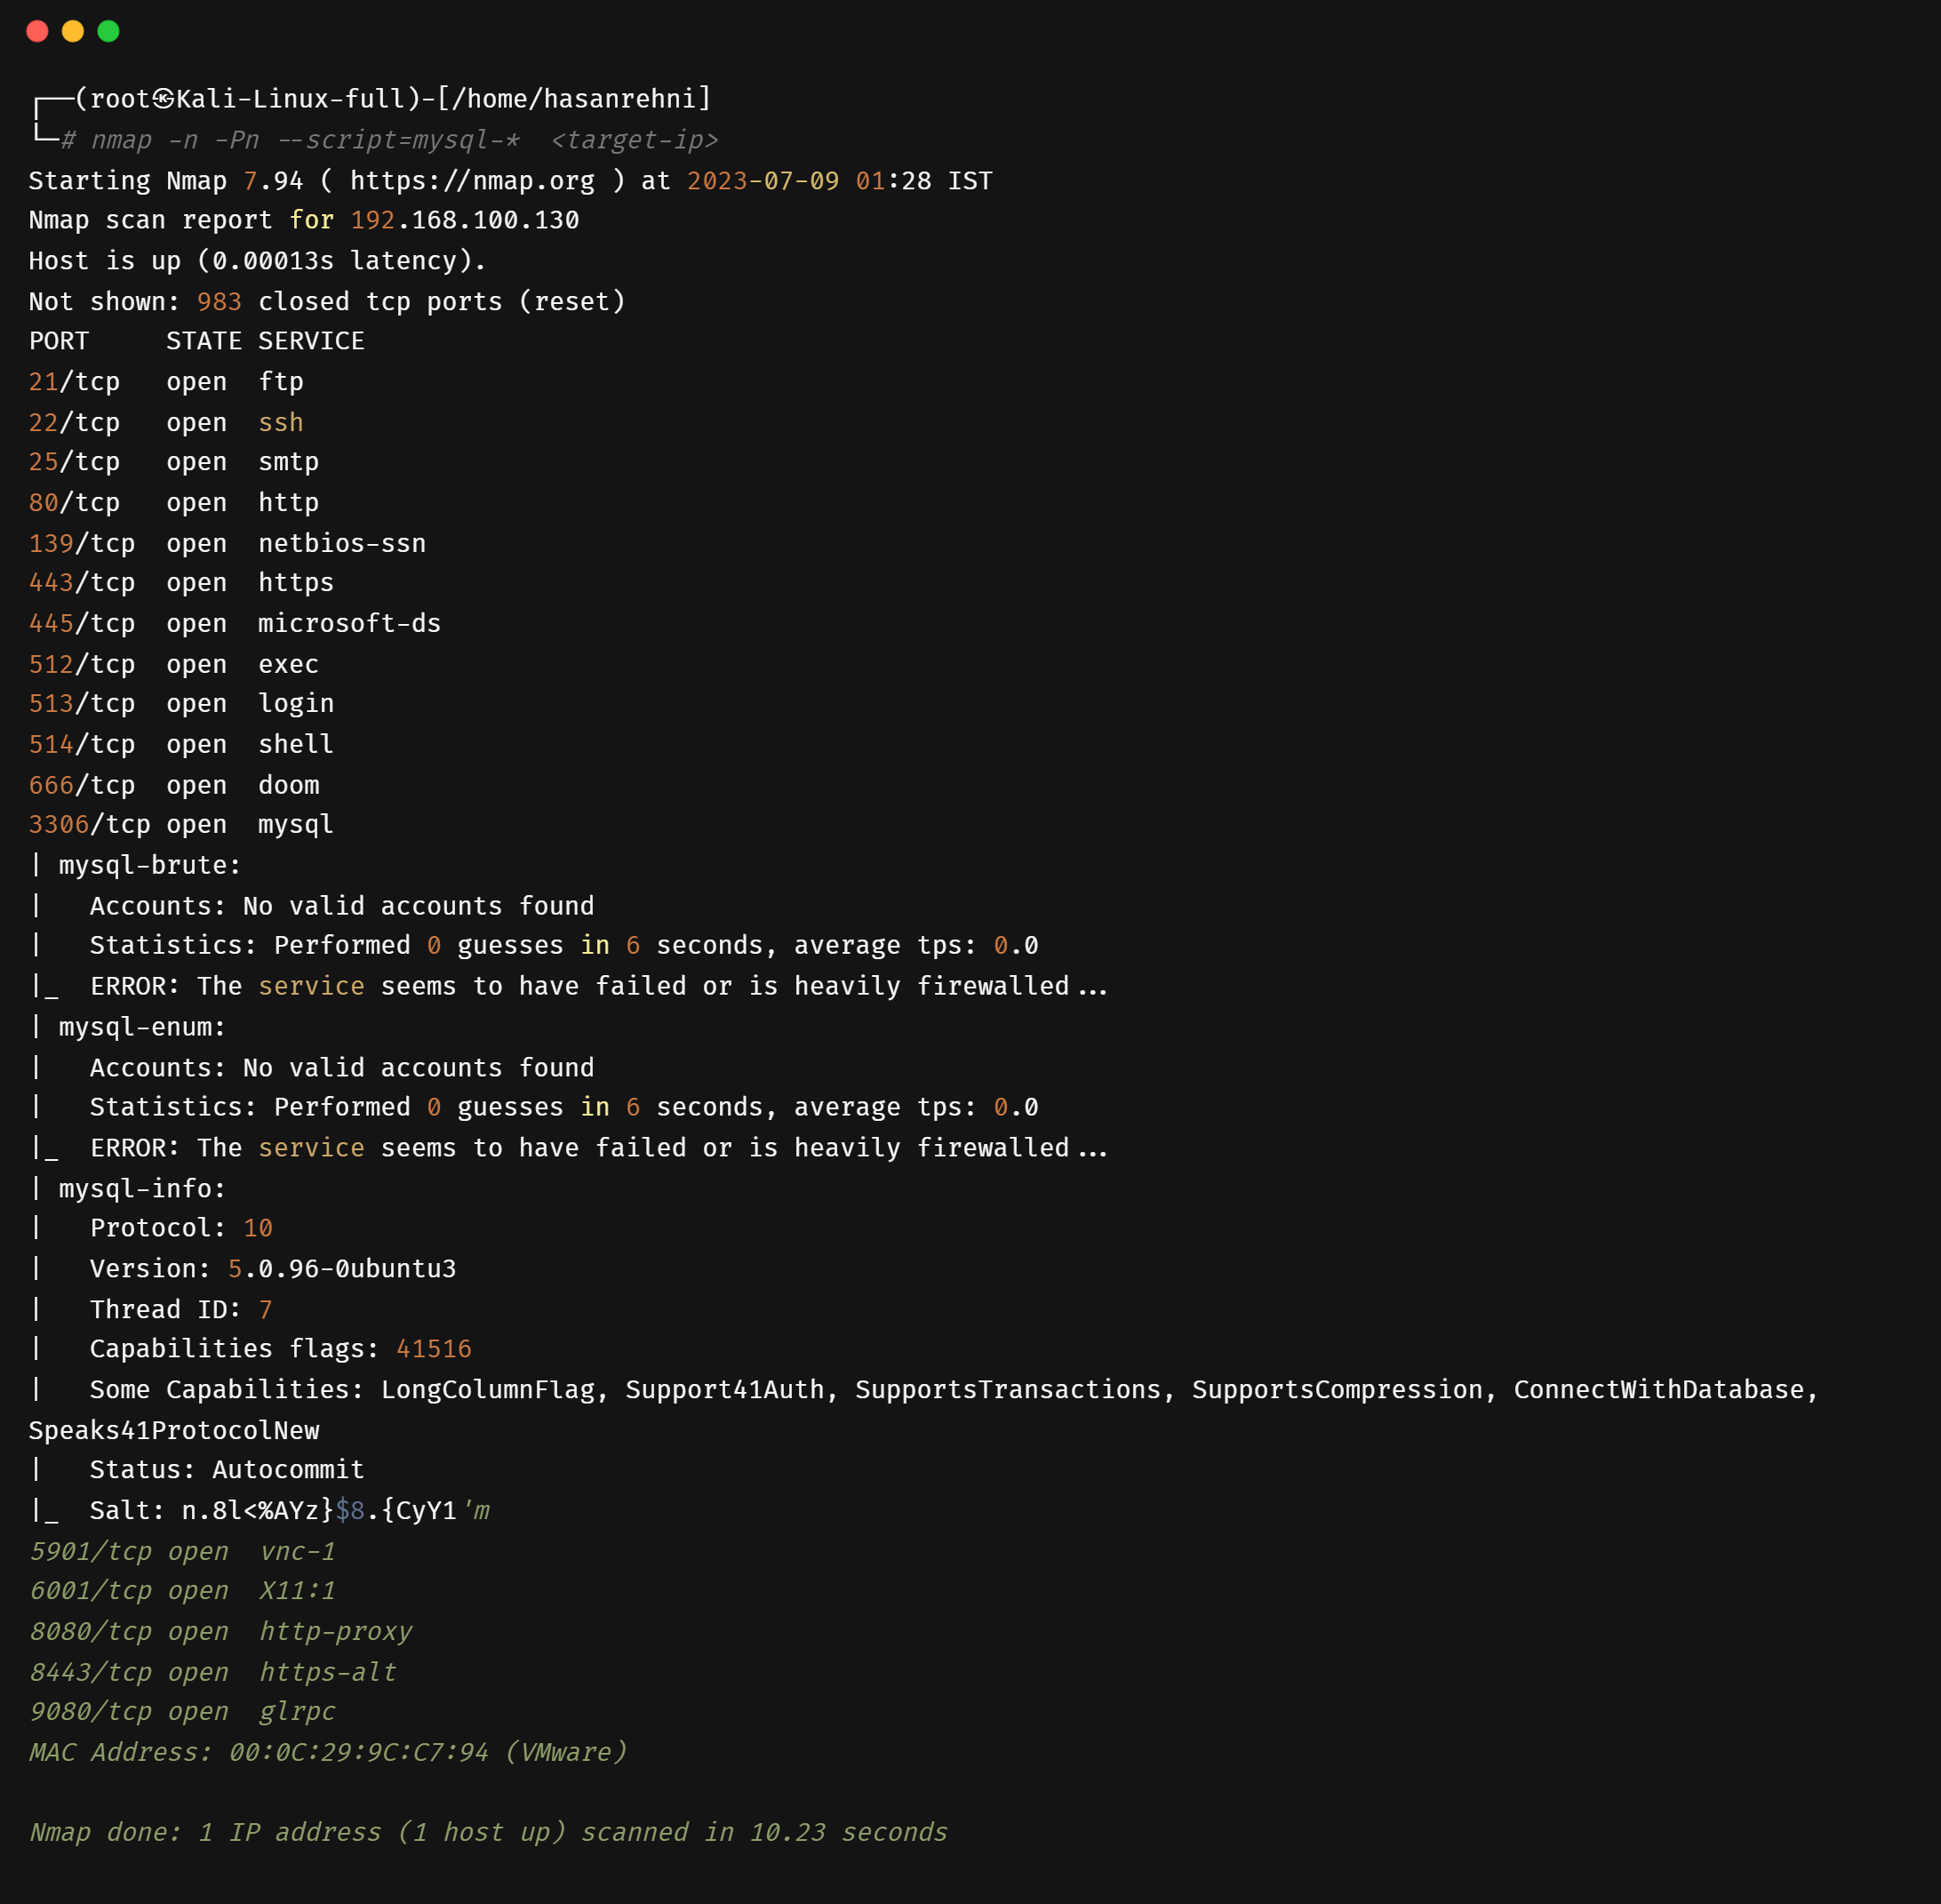 ┌──(root㉿Kali-Linux-full)-[/home/hasanrehni]
└─# nmap -n -Pn --script=mysql-*  <target-ip>
Starting Nmap 7.94 ( https://nmap.org ) at 2023-07-09 01:28 IST
Nmap scan report for 192.168.100.130
Host is up (0.00013s latency).
Not shown: 983 closed tcp ports (reset)
PORT     STATE SERVICE
21/tcp   open  ftp
22/tcp   open  ssh
25/tcp   open  smtp
80/tcp   open  http
139/tcp  open  netbios-ssn
443/tcp  open  https
445/tcp  open  microsoft-ds
512/tcp  open  exec
513/tcp  open  login
514/tcp  open  shell
666/tcp  open  doom
3306/tcp open  mysql
| mysql-brute:
|   Accounts: No valid accounts found
|   Statistics: Performed 0 guesses in 6 seconds, average tps: 0.0
|_  ERROR: The service seems to have failed or is heavily firewalled...
| mysql-enum:
|   Accounts: No valid accounts found
|   Statistics: Performed 0 guesses in 6 seconds, average tps: 0.0
|_  ERROR: The service seems to have failed or is heavily firewalled...
| mysql-info:
|   Protocol: 10
|   Version: 5.0.96-0ubuntu3
|   Thread ID: 7
|   Capabilities flags: 41516
|   Some Capabilities: LongColumnFlag, Support41Auth, SupportsTransactions, SupportsCompression, ConnectWithDatabase,
Speaks41ProtocolNew
|   Status: Autocommit
|_  Salt: n.8l<%AYz}$8.{CyY1'm
5901/tcp open  vnc-1
6001/tcp open  X11:1
8080/tcp open  http-proxy
8443/tcp open  https-alt
9080/tcp open  glrpc
MAC Address: 00:0C:29:9C:C7:94 (VMware)
Nmap done: 1 IP address (1 host up) scanned in 10.23 seconds